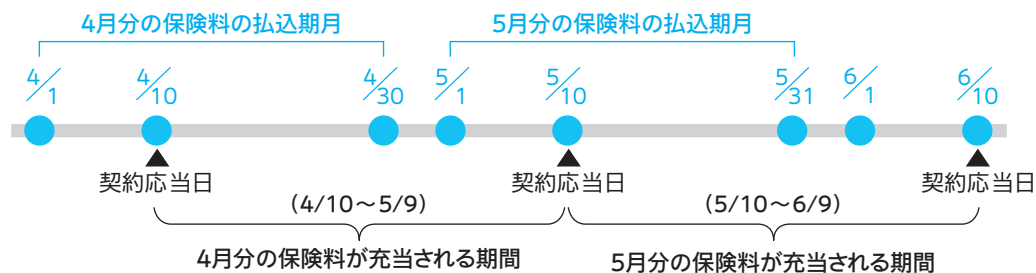 4月分の保険料の払込期月
5月分の保険料の払込期月
4/1
4/10
4/30
5/1
5/10
5/31
6/1
6/10
契約応当日
契約応当日
契約応当日
（4/10～5/9）
（5/10～6/9）
4月分の保険料が充当される期間
5月分の保険料が充当される期間